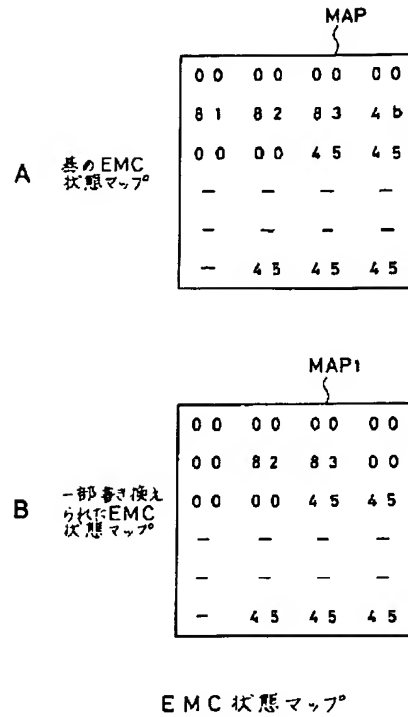 MAP
00 00 00 00
81 82 83 4b
00 00 45 45
— — — —
— — — —
— 45 45 45
A
基のEMC
状態マップ
MAP1
00 00 00 00
00 82 83 00
00 00 45 45
— — — —
— — — —
— 45 45 45
B
一部書き換え
られたEMC
状態マップ
EMC状態マップ